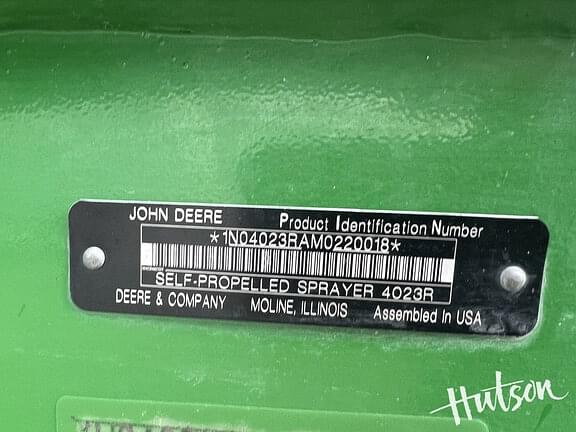 JOHN DEERE Product Identification Number
*1N04023RAM0220018*
SELF-PROPELLED SPRAYER 4023R
DEERE & COMPANY MOLINE, ILLINOIS Assembled In USA
Hutson